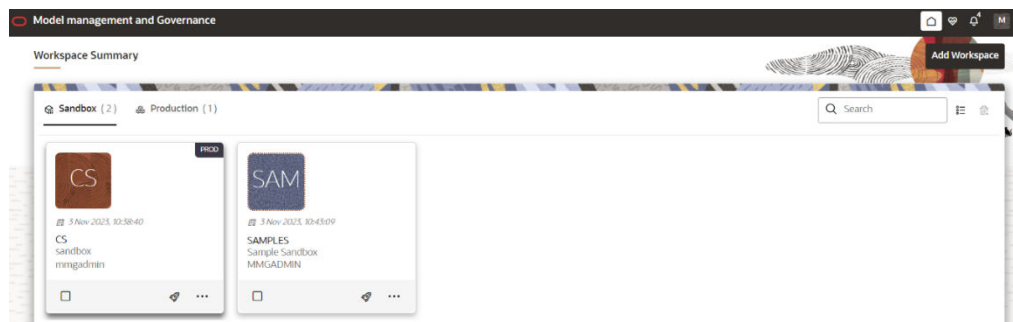 Model management and Governance
4
M
Workspace Summary
Add Workspace
Sandbox (2)
Production (1)
Search
PROD
CS
SAM
3 Nov 2023, 10:38:40
3 Nov 2023, 10:43:09
CS
sandbox
mmgadmin
SAMPLES
Sample Sandbox
MMGADMIN